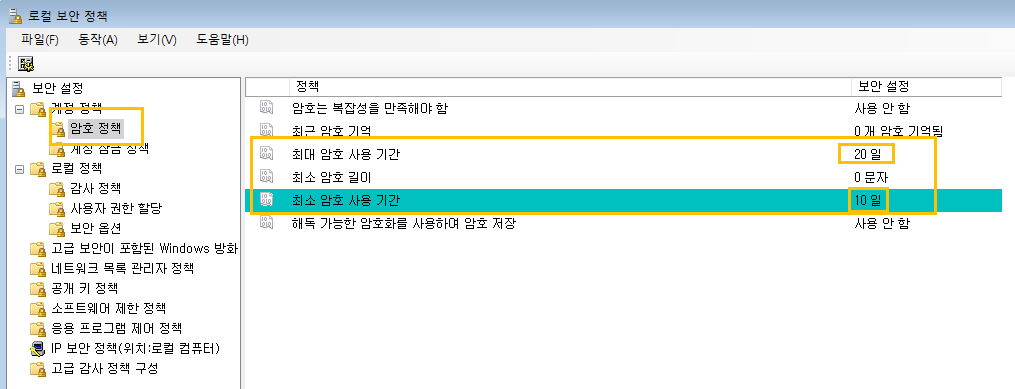 로컬 보안 정책
파일(F) 동작(A) 보기(V) 도움말(H)
보안 설정
계정 정책
암호 정책
계정 잠금 정책
로컬 정책
감사 정책
사용자 권한 할당
보안 옵션
고급 보안이 포함된 Windows 방화
네트워크 목록 관리자 정책
공개 키 정책
소프트웨어 제한 정책
응용 프로그램 제어 정책
IP 보안 정책(위치:로컬 컴퓨터)
고급 감사 정책 구성
정책 보안 설정
암호는 복잡성을 만족해야 함 사용 안 함
최근 암호 기억 0 개 암호 기억됨
최대 암호 사용 기간 20 일
최소 암호 길이 0 문자
최소 암호 사용 기간 10 일
해독 가능한 암호화를 사용하여 암호 저장 사용 안 함